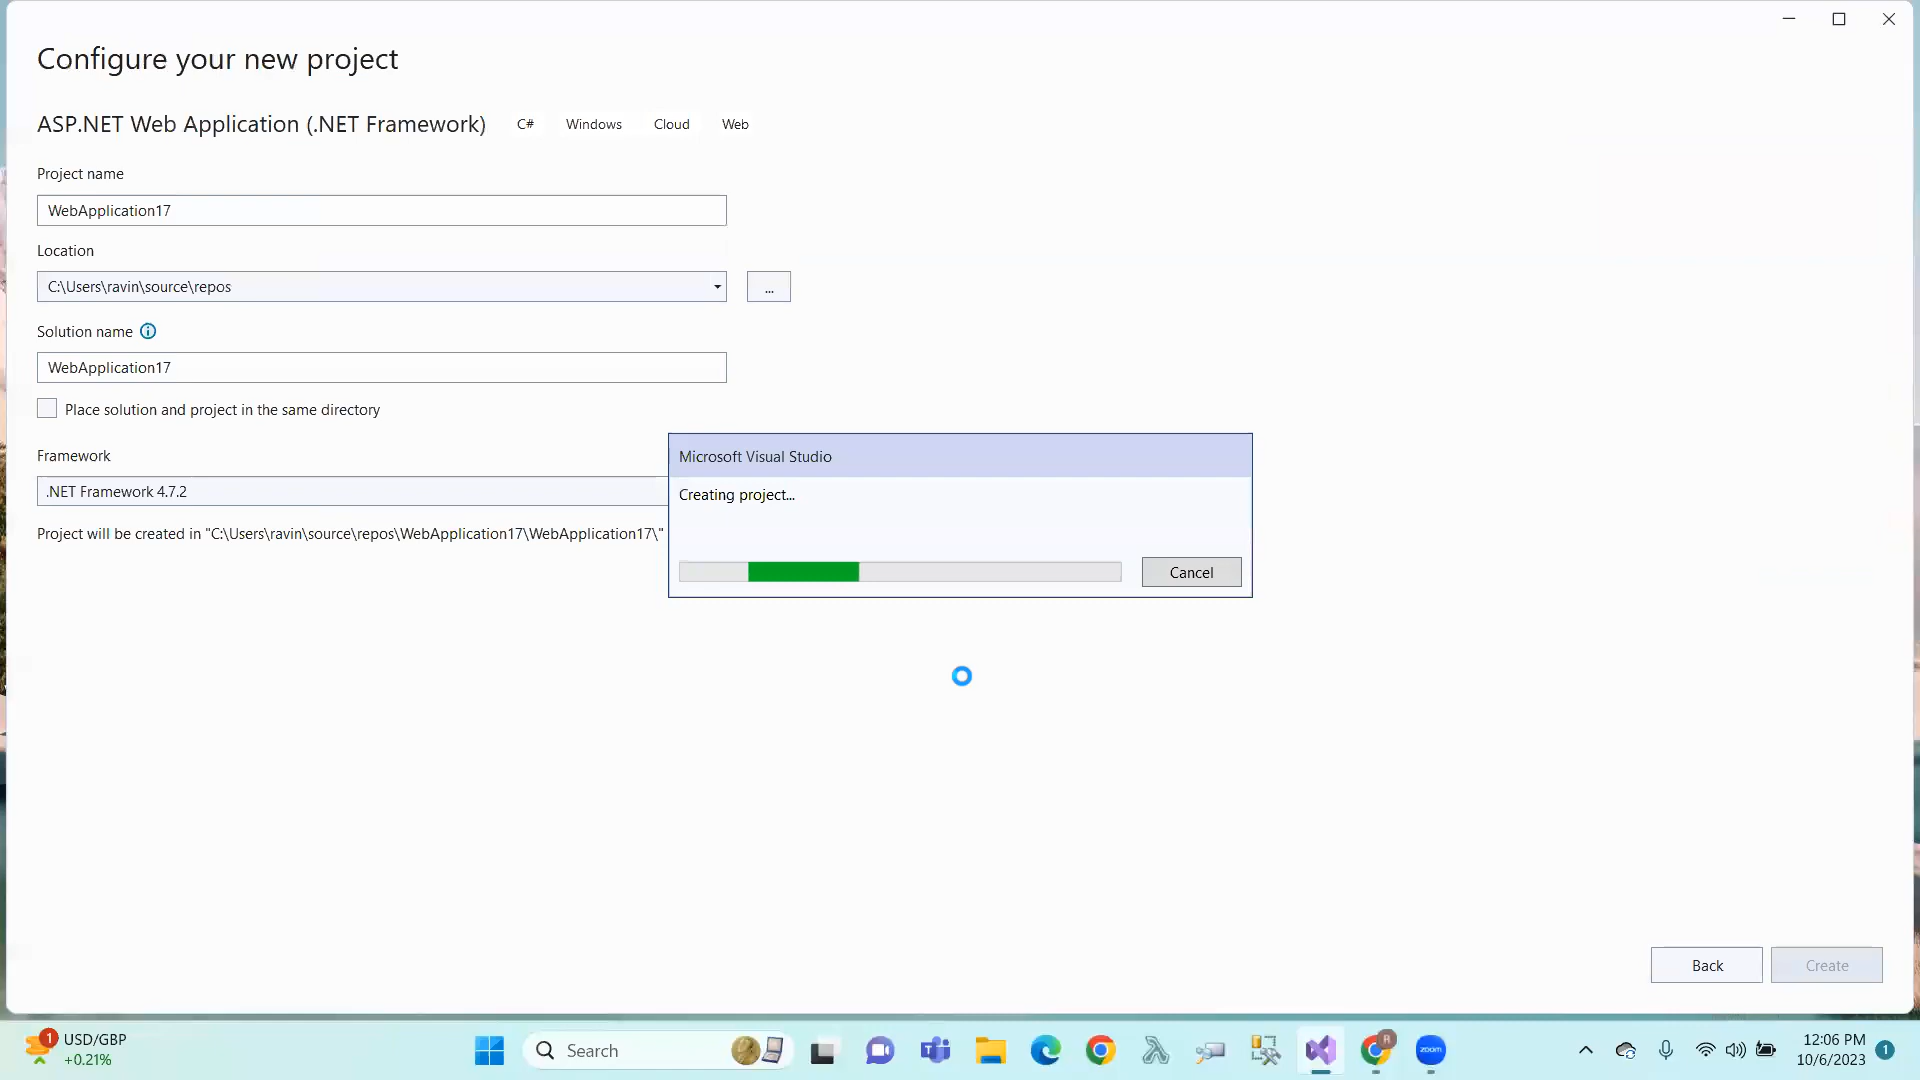 Configure your new project
ASP.NET Web Application (.NET Framework) C# Windows Cloud Web
Project name
WebApplication17
Location
C:\Users\ravin\source\repos
...
Solution name
WebApplication17
Place solution and project in the same directory
Framework
.NET Framework 4.7.2
Project will be created in "C:\Users\ravin\source\repos\WebApplication17\WebApplication17\"
Microsoft Visual Studio
Creating project...
Cancel
Back Create
1 USD/GBP
+0.21%
Search
R
zoom
12:06 PM
10/6/2023
1